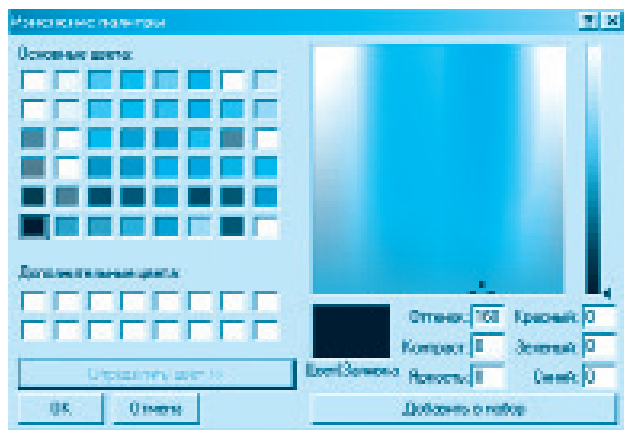 Изменение палитры
Основные цвета:
Дополнительные цвета:
Определить цвет >>
OK
Отмена
Цвет|Заливка
Оттенок: 160
Контраст: 0
Яркость: 0
Красный: 0
Зеленый: 0
Синий: 0
Добавить в набор